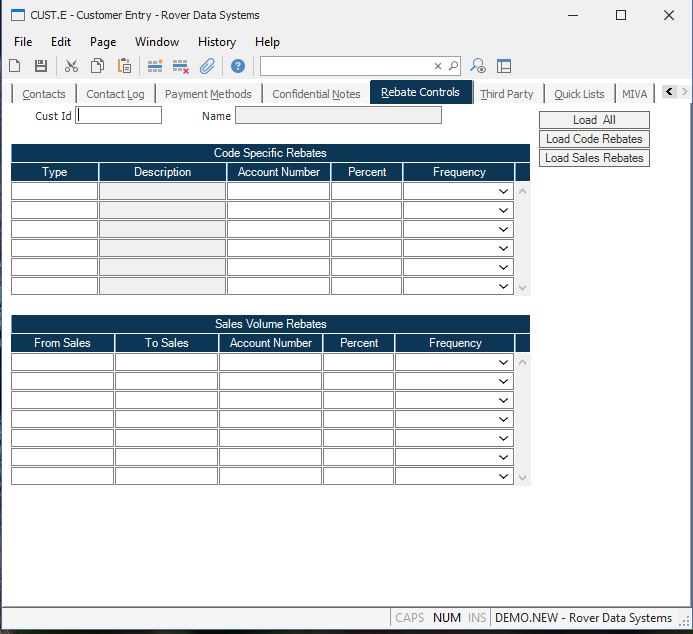 CUST.E - Customer Entry - Rover Data Systems
File Edit Page Window History Help
Contacts Contact Log Payment Methods Confidential Notes Rebate Controls Third Party Quick Lists MIVA
Cust Id Name Load All
Load Code Rebates
Load Sales Rebates
Code Specific Rebates
Type Description Account Number Percent Frequency
Sales Volume Rebates
From Sales To Sales Account Number Percent Frequency
CAPS NUM INS DEMO.NEW - Rover Data Systems